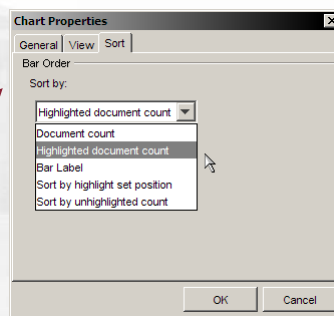 Chart Properties
General View Sort
Bar Order
Sort by:
Highlighted document count
Document count
Highlighted document count
Bar Label
Sort by highlight set position
Sort by unhighlighted count
OK Cancel